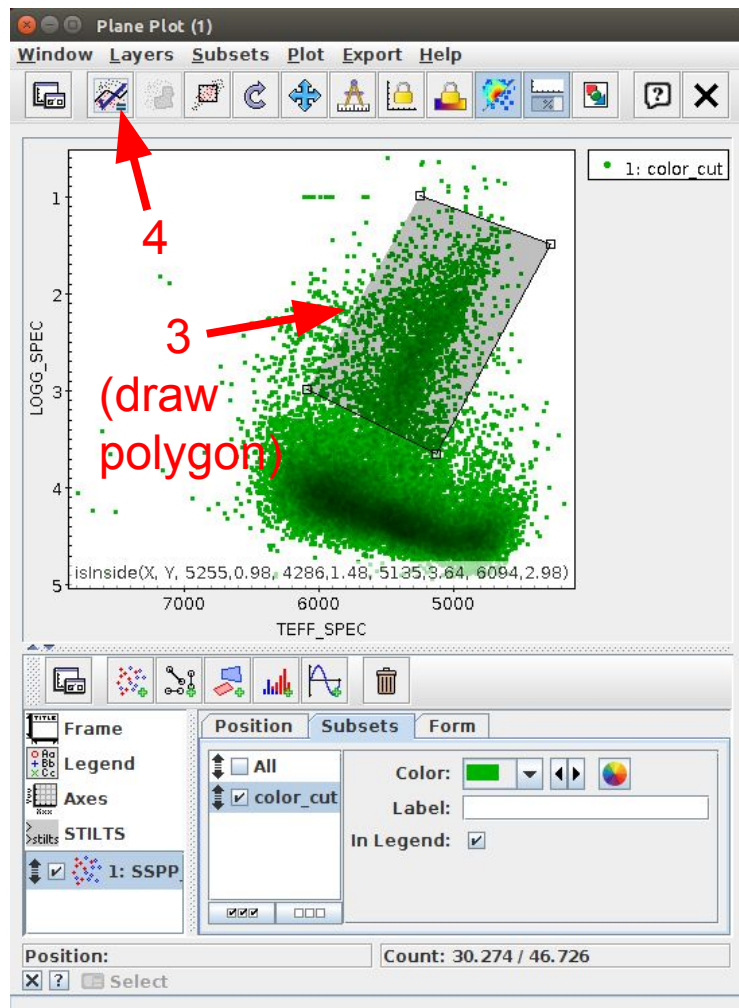 Plane Plot (1)
Window Layers Subsets Plot Export Help
1: color_cut
4
3
(draw
polygon)
1
2
3
4
5
LOGG_SPEC
isInside(X, Y, 5255,0.98, 4286,1.48, 5135,3.64, 6094,2.98)
7000 6000 5000
TEFF_SPEC
Frame
Legend
Axes
STILTS
1: SSPP_
Position Subsets Form
All
color_cut
Color:
Label:
In Legend:
Position:
Count: 30.274 / 46.726
Select